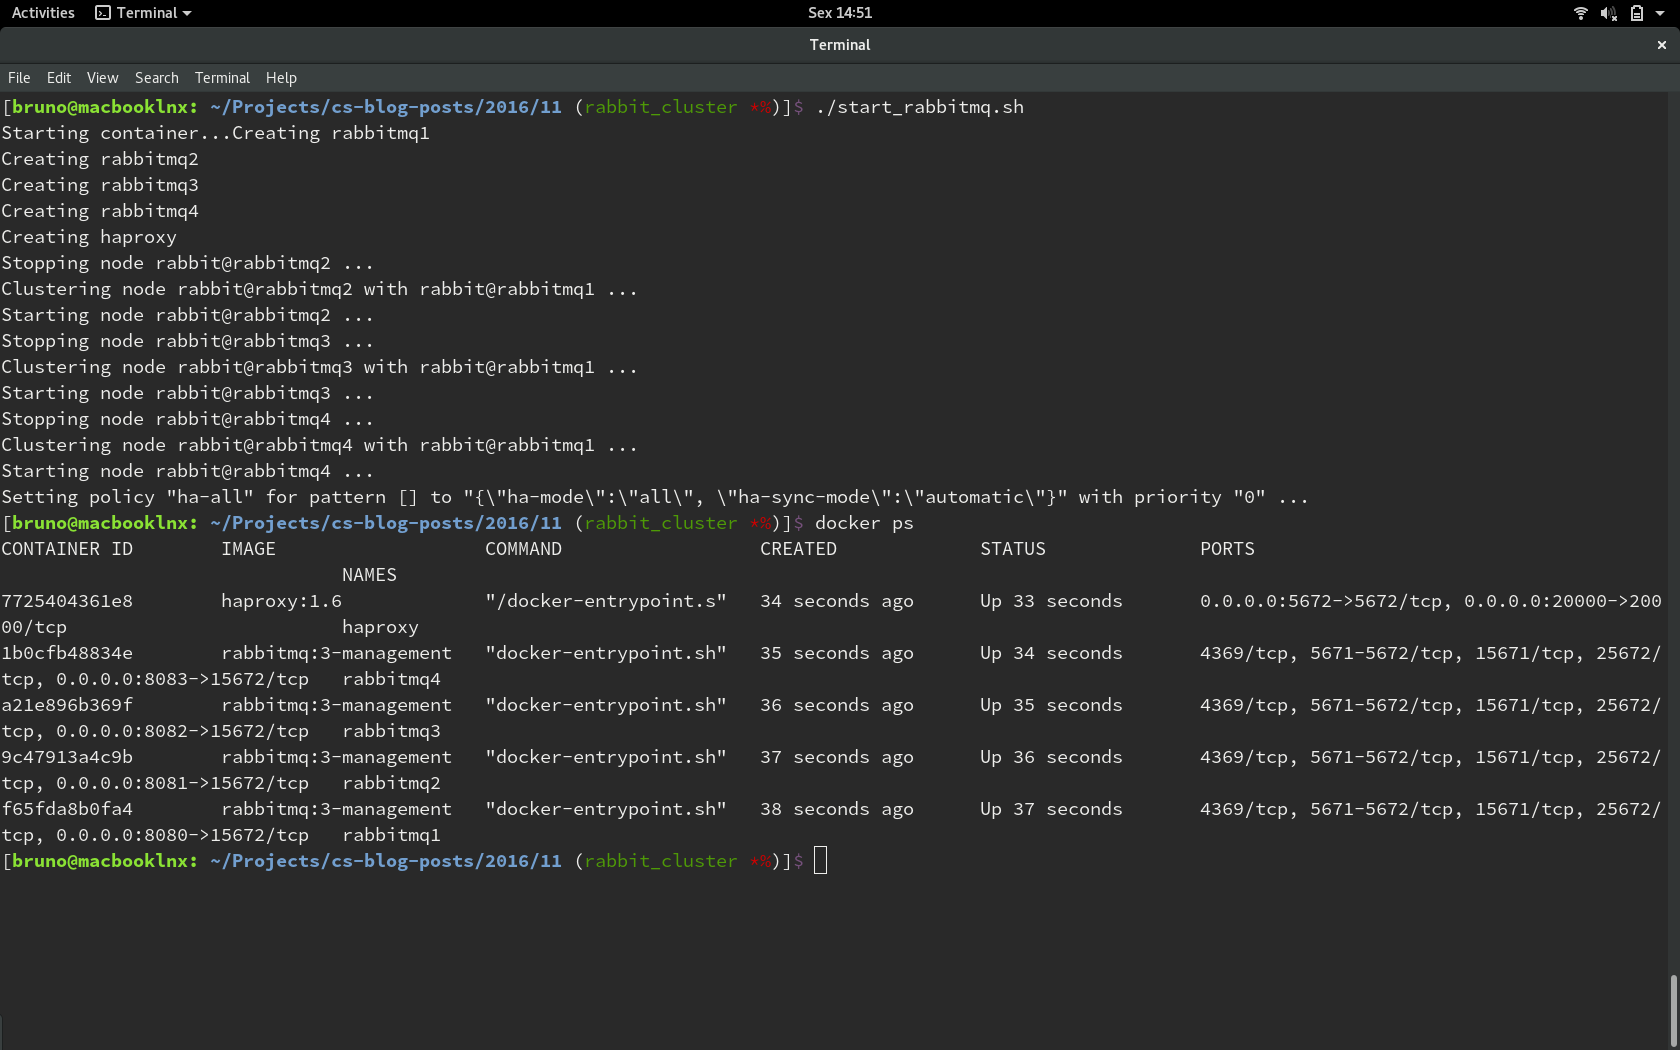 Activities Terminal Sex 14:51
Terminal ×
File Edit View Search Terminal Help
[bruno@macbooklnx: ~/Projects/cs-blog-posts/2016/11 (rabbit_cluster *%)]$ ./start_rabbitmq.sh
Starting container...Creating rabbitmq1
Creating rabbitmq2
Creating rabbitmq3
Creating rabbitmq4
Creating haproxy
Stopping node rabbit@rabbitmq2 ...
Clustering node rabbit@rabbitmq2 with rabbit@rabbitmq1 ...
Starting node rabbit@rabbitmq2 ...
Stopping node rabbit@rabbitmq3 ...
Clustering node rabbit@rabbitmq3 with rabbit@rabbitmq1 ...
Starting node rabbit@rabbitmq3 ...
Stopping node rabbit@rabbitmq4 ...
Clustering node rabbit@rabbitmq4 with rabbit@rabbitmq1 ...
Starting node rabbit@rabbitmq4 ...
Setting policy "ha-all" for pattern [] to "{\"ha-mode\":\"all\", \"ha-sync-mode\":\"automatic\"}" with priority "0" ...
[bruno@macbooklnx: ~/Projects/cs-blog-posts/2016/11 (rabbit_cluster *%)]$ docker ps
CONTAINER ID        IMAGE                   COMMAND                  CREATED             STATUS              PORTS
                               NAMES
7725404361e8        haproxy:1.6             "/docker-entrypoint.s"   34 seconds ago      Up 33 seconds       0.0.0.0:5672->5672/tcp, 0.0.0.0:20000->200
00/tcp                         haproxy
1b0cfb48834e        rabbitmq:3-management   "docker-entrypoint.sh"   35 seconds ago      Up 34 seconds       4369/tcp, 5671-5672/tcp, 15671/tcp, 25672/
tcp, 0.0.0.0:8083->15672/tcp   rabbitmq4
a21e896b369f        rabbitmq:3-management   "docker-entrypoint.sh"   36 seconds ago      Up 35 seconds       4369/tcp, 5671-5672/tcp, 15671/tcp, 25672/
tcp, 0.0.0.0:8082->15672/tcp   rabbitmq3
9c47913a4c9b        rabbitmq:3-management   "docker-entrypoint.sh"   37 seconds ago      Up 36 seconds       4369/tcp, 5671-5672/tcp, 15671/tcp, 25672/
tcp, 0.0.0.0:8081->15672/tcp   rabbitmq2
f65fda8b0fa4        rabbitmq:3-management   "docker-entrypoint.sh"   38 seconds ago      Up 37 seconds       4369/tcp, 5671-5672/tcp, 15671/tcp, 25672/
tcp, 0.0.0.0:8080->15672/tcp   rabbitmq1
[bruno@macbooklnx: ~/Projects/cs-blog-posts/2016/11 (rabbit_cluster *%)]$